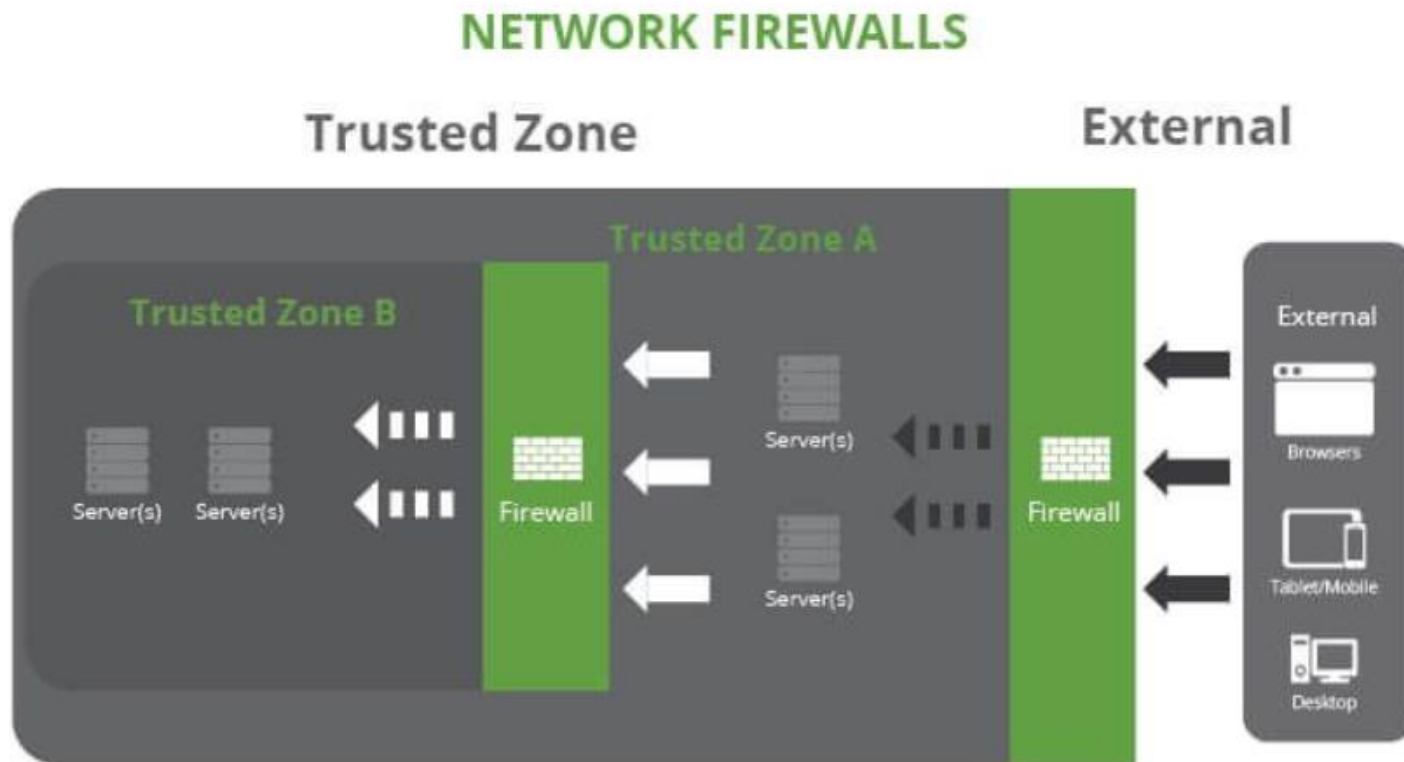 NETWORK FIREWALLS
Trusted Zone
External
Trusted Zone A
Trusted Zone B
External
Browsers
Server(s)
Server(s) Server(s)
Firewall
Firewall
Tablet/Mobile
Server(s)
Desktop